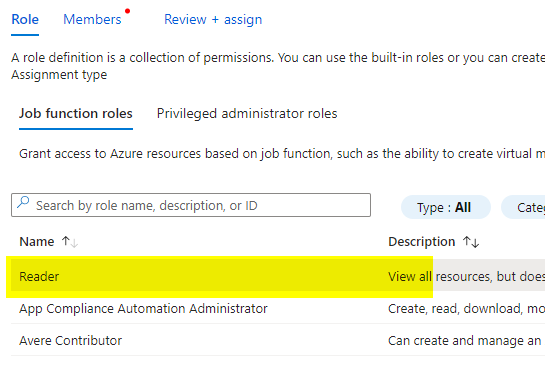 Role Members Review + assign
A role definition is a collection of permissions. You can use the built-in roles or you can create
Assignment type
Job function roles Privileged administrator roles
Grant access to Azure resources based on job function, such as the ability to create virtual m
Search by role name, description, or ID Type : All Categ
Name ↑↓ Description ↑↓
Reader View all resources, but does
App Compliance Automation Administrator Create, read, download, mo
Avere Contributor Can create and manage an